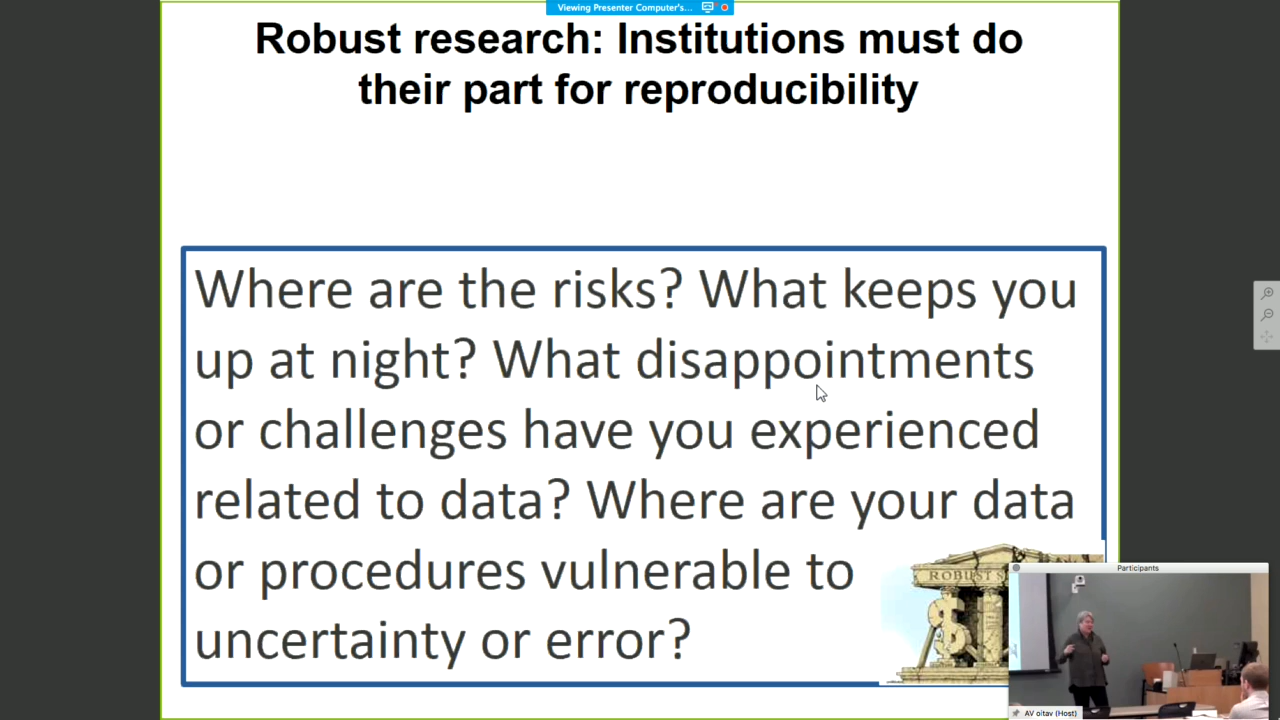 Viewing Presenter Computer's...
Robust research: Institutions must do
their part for reproducibility
Where are the risks? What keeps you
up at night? What disappointments
or challenges have you experienced
related to data? Where are your data
or procedures vulnerable to
uncertainty or error?
ROBUST S
Participants
AV oitav (Host)